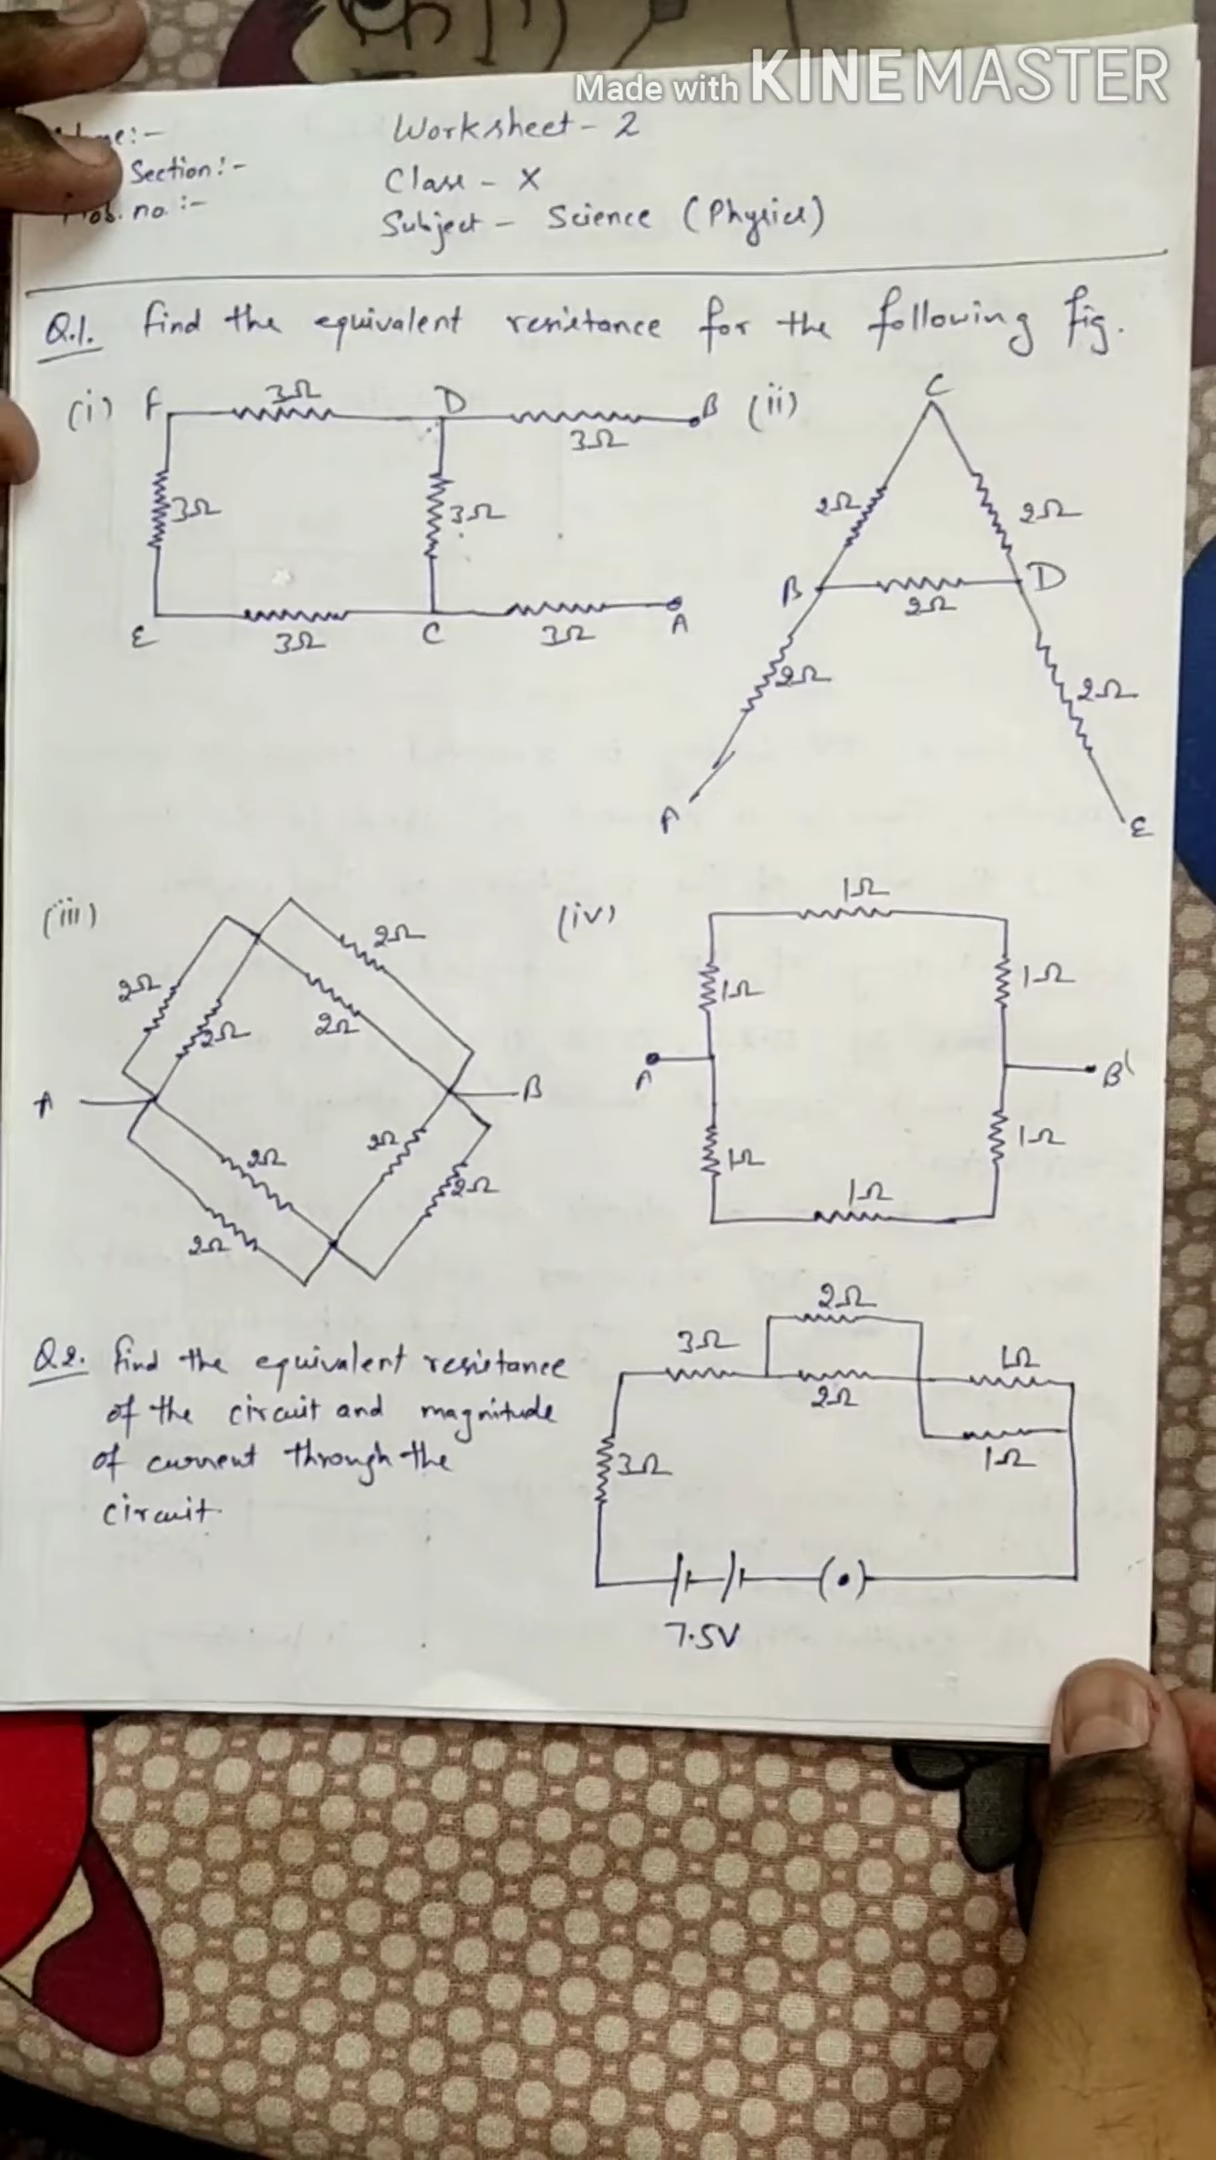 Made with KINEMASTER
Worksheet - 2
Section:-
Class - X
no :-
Subject - Science (Physics)
Q.1. find the equivalent resistance for the following fig.
(i) F 3Ω D B
3Ω
3Ω
3Ω
E 3Ω C 3Ω A
(ii) C
2Ω
2Ω
B D
2Ω
2Ω
2Ω
A
E
(iii)
2Ω
2Ω
2Ω
2Ω
A B
2Ω
2Ω
2Ω
2Ω
(iv) 1Ω
1Ω
1Ω
A B
1Ω
1Ω
1Ω
Q2. find the equivalent resistance
of the circuit and magnitude
of current through the
circuit.
2Ω
3Ω
1Ω
2Ω
3Ω
1Ω
7.5V